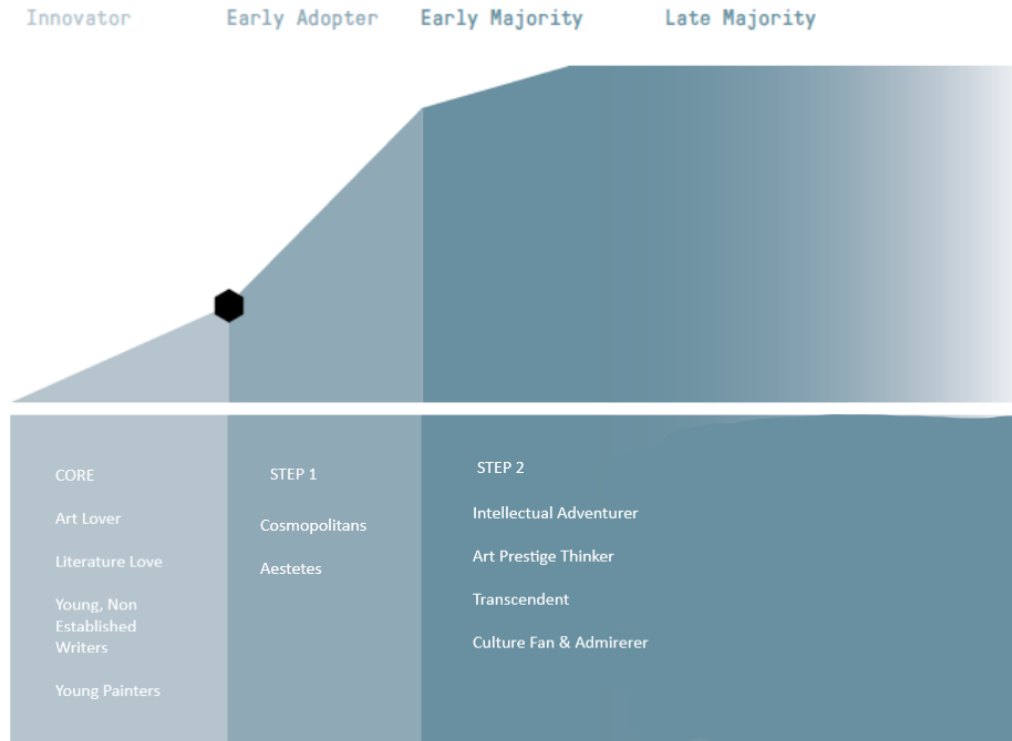 Innovator
Early Adopter
Early Majority
Late Majority
CORE
Art Lover
Literature Love
Young, Non
Established
Writers
Young Painters
STEP 1
Cosmopolitans
Aestetes
STEP 2
Intellectual Adventurer
Art Prestige Thinker
Transcendent
Culture Fan & Admirerer